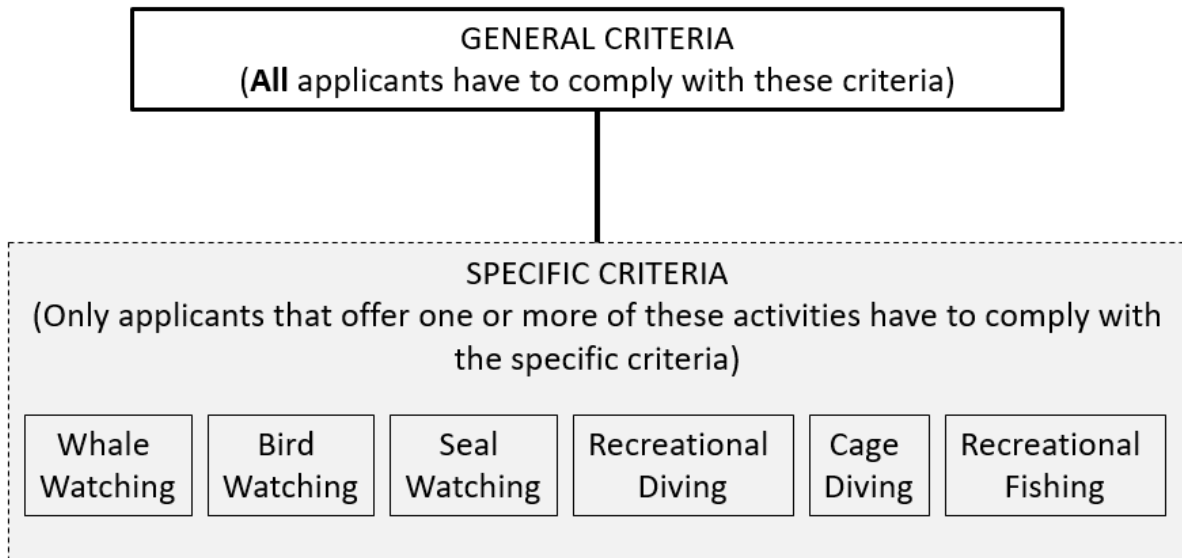 GENERAL CRITERIA
(All applicants have to comply with these criteria)
SPECIFIC CRITERIA
(Only applicants that offer one or more of these activities have to comply with
the specific criteria)
Whale
Watching
Bird
Watching
Seal
Watching
Recreational
Diving
Cage
Diving
Recreational
Fishing